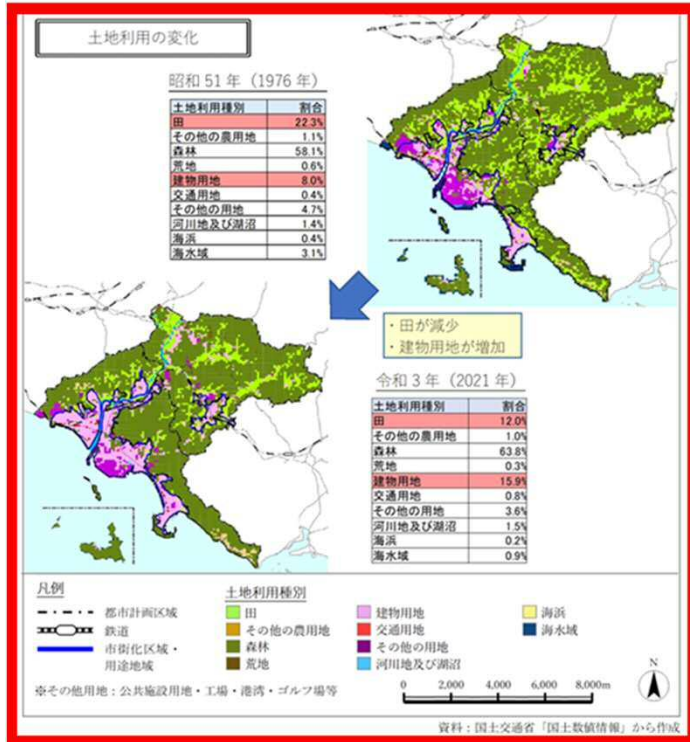 土地利用の変化
昭和 51 年（1976 年）
土地利用種別 割合
田 22.3%
その他の農用地 1.1%
森林 58.1%
荒地 0.6%
建物用地 8.0%
交通用地 0.4%
その他の用地 4.7%
河川地及び湖沼 1.4%
海浜 0.4%
海水域 3.1%
・田が減少
・建物用地が増加
令和 3 年（2021 年）
土地利用種別 割合
田 12.0%
その他の農用地 1.0%
森林 63.8%
荒地 0.3%
建物用地 15.9%
交通用地 0.8%
その他の用地 3.6%
河川地及び湖沼 1.5%
海浜 0.2%
海水域 0.9%
凡例
都市計画区域
鉄道
市街化区域・
用途地域
土地利用種別
田
その他の農用地
森林
荒地
建物用地
交通用地
その他の用地
河川地及び湖沼
海浜
海水域
※その他用地：公共施設用地・工場・港湾・ゴルフ場等
0 2,000 4,000 6,000 8,000m
N
資料：国土交通省「国土数値情報」から作成